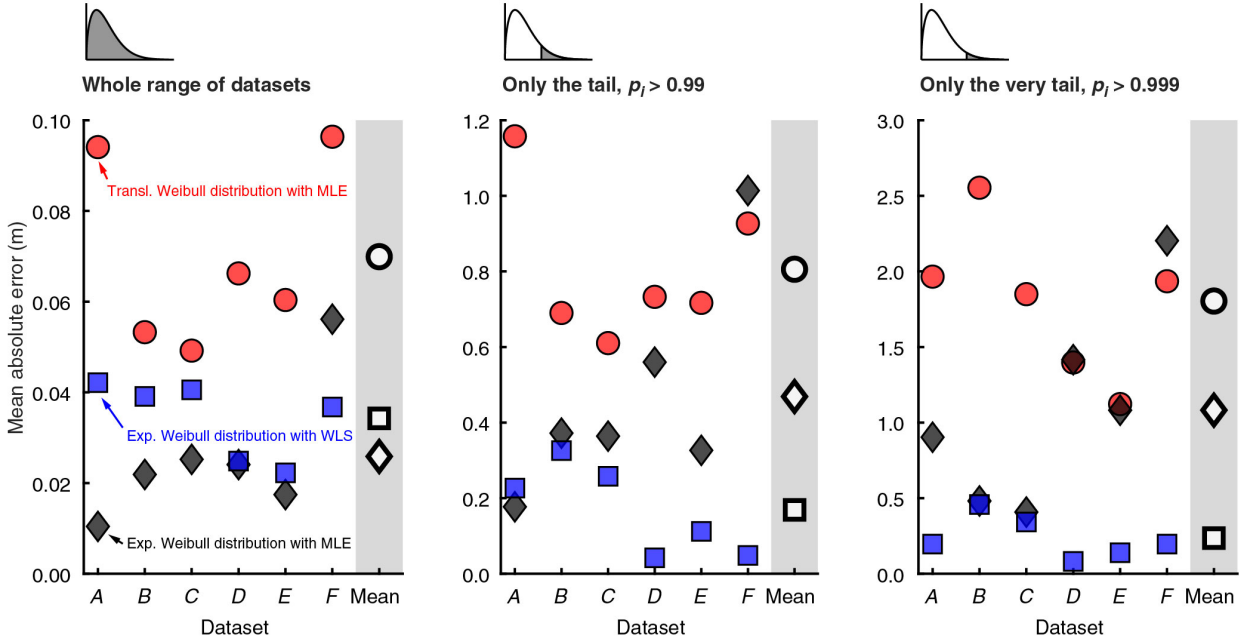 Whole range of datasets
Only the tail, pi > 0.99
Only the very tail, pi > 0.999
Mean absolute error (m)
0.10
0.08
0.06
0.04
0.02
0.00
Transl. Weibull distribution with MLE
Exp. Weibull distribution with WLS
Exp. Weibull distribution with MLE
A B C D E F Mean
Dataset
1.2
1.0
0.8
0.6
0.4
0.2
0.0
A B C D E F Mean
Dataset
3.0
2.5
2.0
1.5
1.0
0.5
0.0
A B C D E F Mean
Dataset